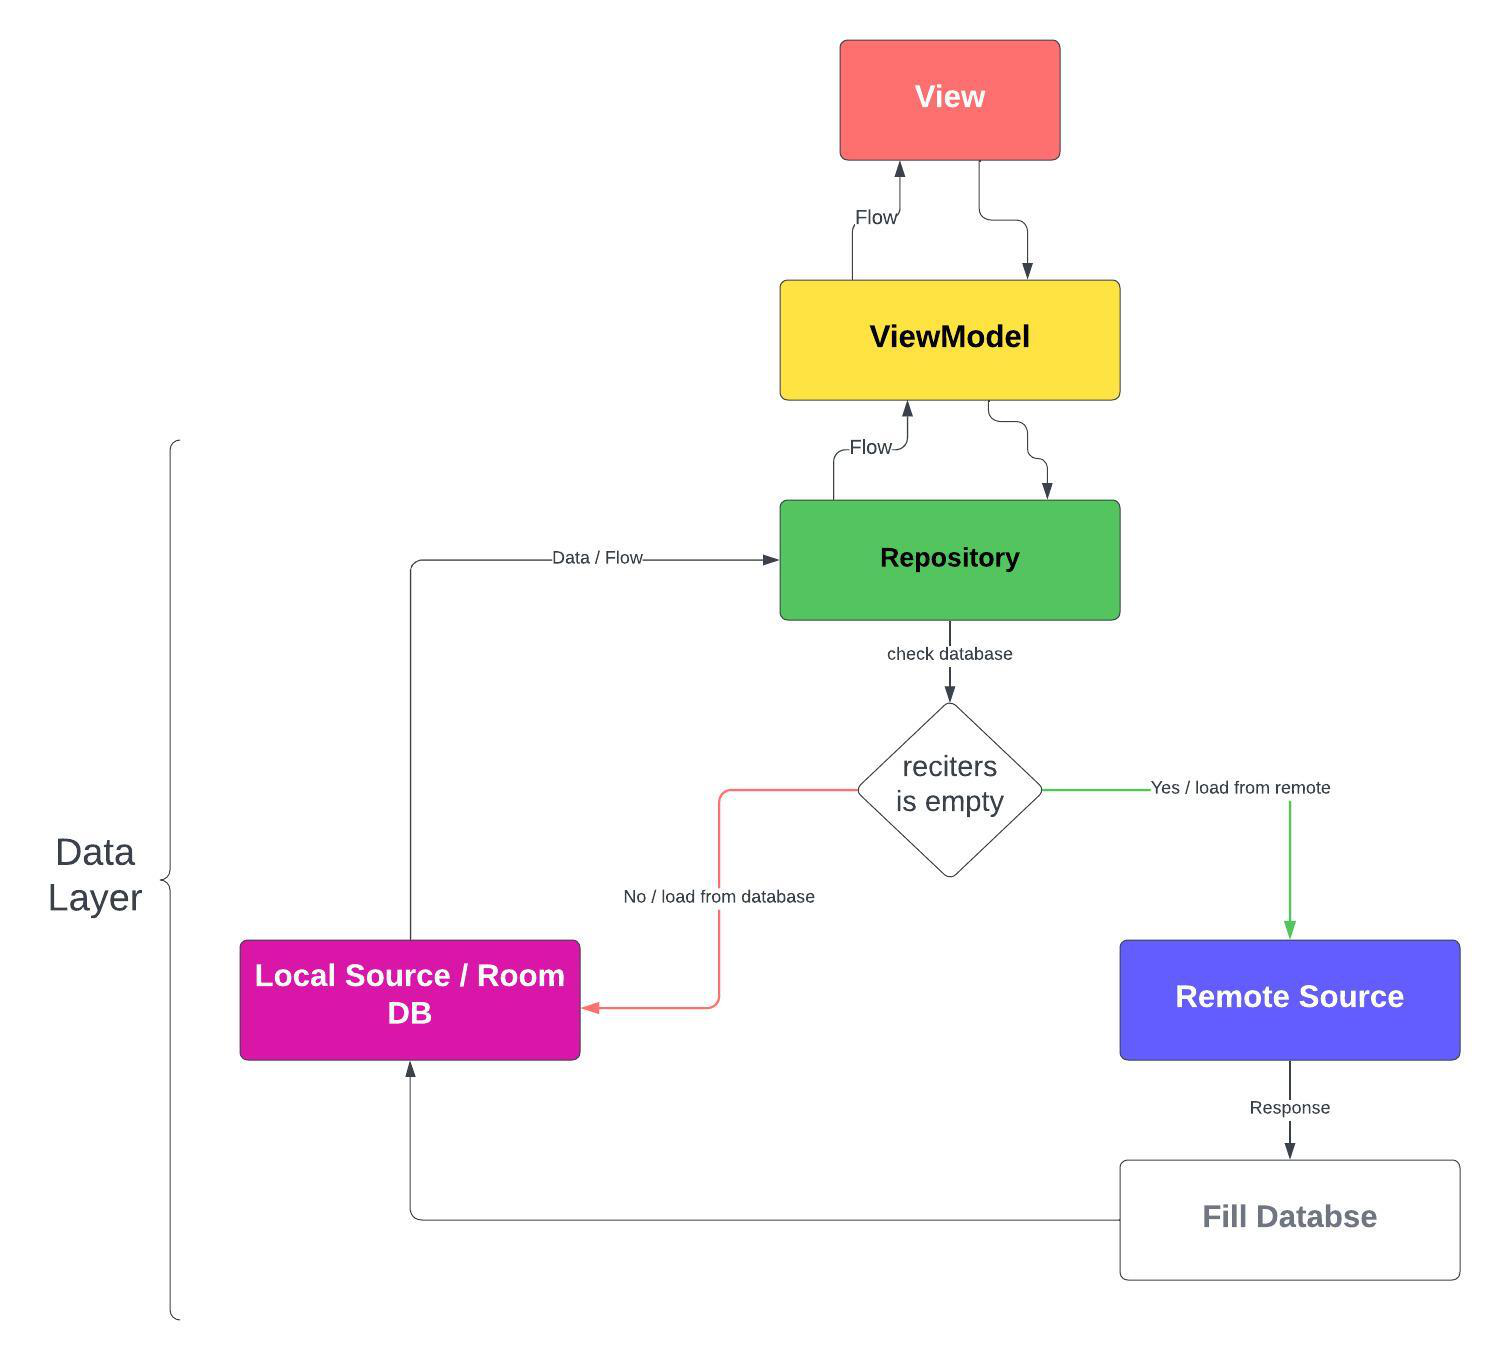 View
Flow
ViewModel
Flow
Repository
Data / Flow
check database
reciters
is empty
Yes / load from remote
No / load from database
Data
Layer
Local Source / Room
DB
Remote Source
Response
Fill Databse